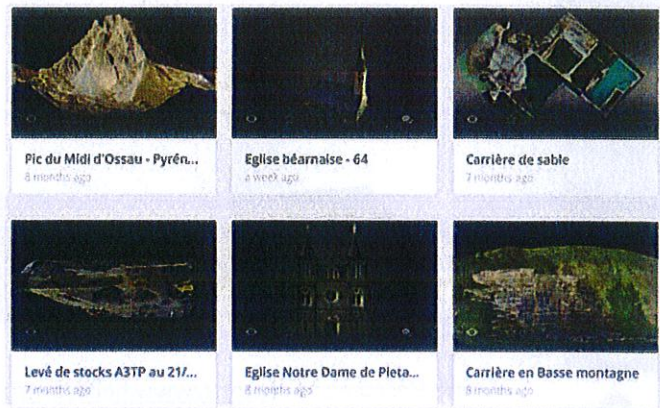 Pic du Midi d'Ossau - Pyrén...
8 months ago
Eglise béarnaise - 64
a week ago
Carrière de sable
7 months ago
Levé de stocks A3TP au 21/...
7 months ago
Eglise Notre Dame de Pieta...
8 months ago
Carrière en Basse montagne
8 months ago